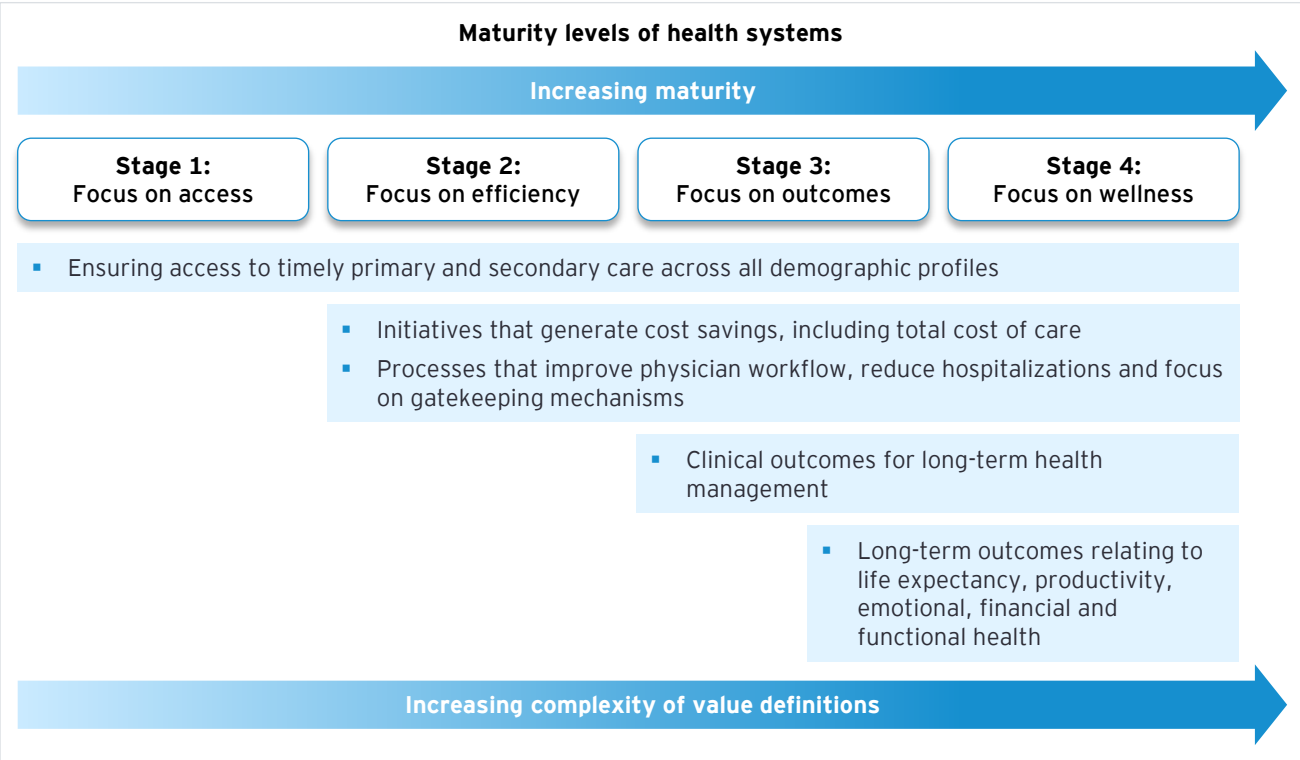 Maturity levels of health systems
Increasing maturity
Stage 1:
Focus on access
Stage 2:
Focus on efficiency
Stage 3:
Focus on outcomes
Stage 4:
Focus on wellness
▪ Ensuring access to timely primary and secondary care across all demographic profiles
▪ Initiatives that generate cost savings, including total cost of care
▪ Processes that improve physician workflow, reduce hospitalizations and focus
on gatekeeping mechanisms
▪ Clinical outcomes for long-term health
management
▪ Long-term outcomes relating to
life expectancy, productivity,
emotional, financial and
functional health
Increasing complexity of value definitions